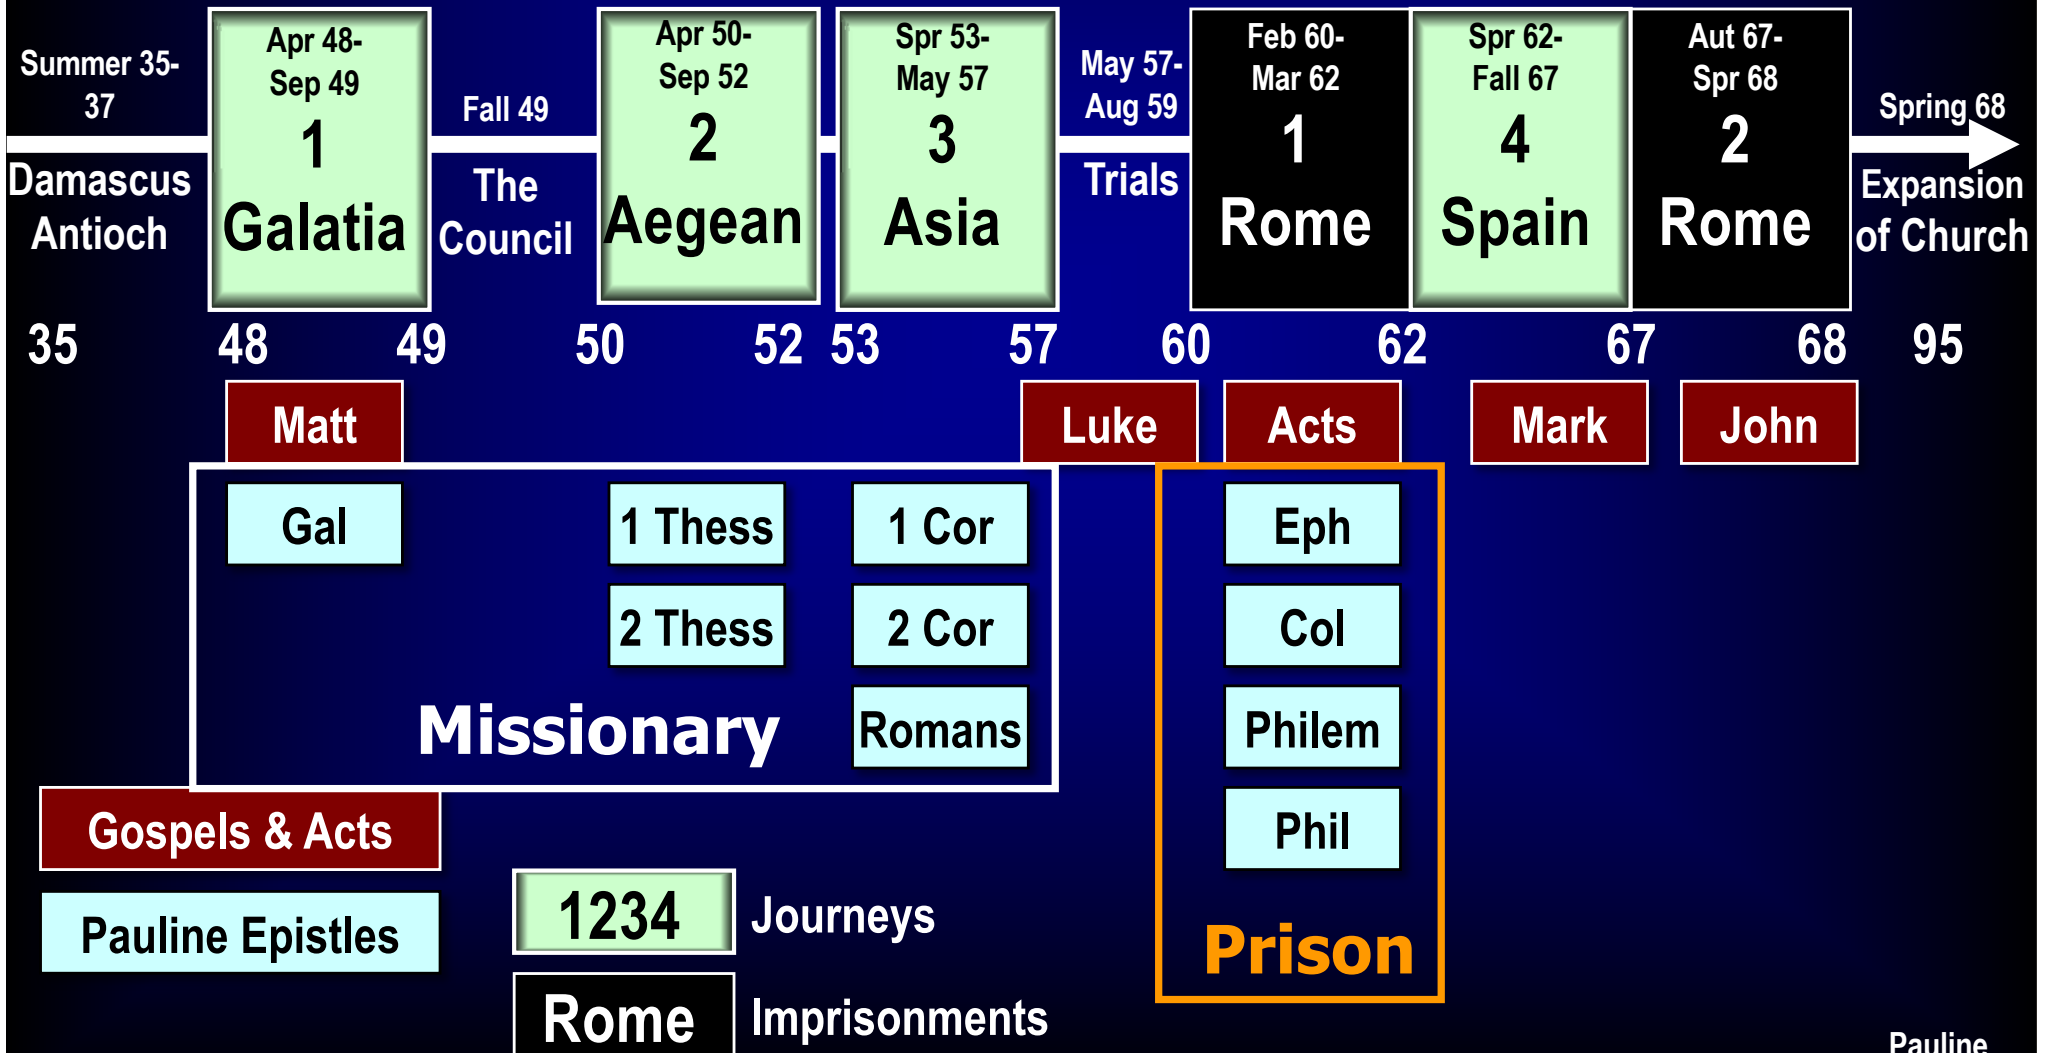 Summer 35-
37
Damascus
Antioch
Apr 48-
Sep 49
1
Galatia
Fall 49
The
Council
Apr 50-
Sep 52
2
Aegean
Spr 53-
May 57
3
Asia
May 57-
Aug 59
Trials
Feb 60-
Mar 62
1
Rome
Spr 62-
Fall 67
4
Spain
Aut 67-
Spr 68
2
Rome
Spring 68
Expansion
of Church
35 48 49 50 52 53 57 60 62 67 68 95
Matt Luke Acts Mark John
Gal 1 Thess 1 Cor Eph
2 Thess 2 Cor Col
Missionary Romans Philem
Gospels & Acts Phil
Pauline Epistles 1234 Journeys Prison
Rome Imprisonments
Pauline